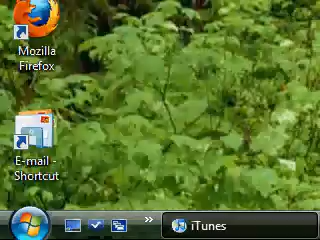 Mozilla
Firefox
E-mail -
Shortcut
»
iTunes